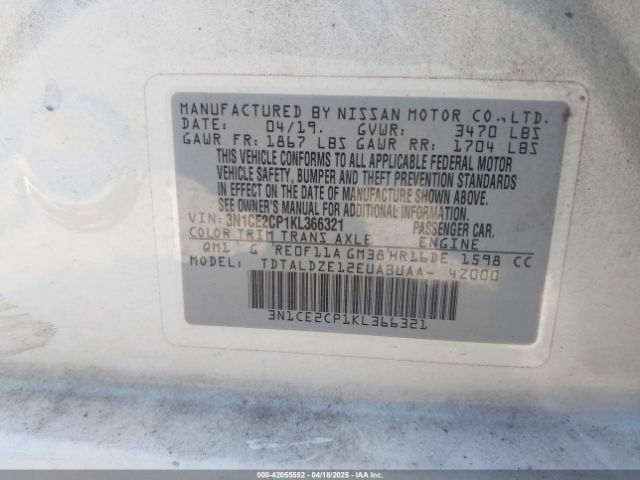 MANUFACTURED BY NISSAN MOTOR CO.,LTD.
DATE: 04/19. GVWR: 3470 LBS
GAWR FR: 1867 LBS GAWR RR: 1704 LBS
THIS VEHICLE CONFORMS TO ALL APPLICABLE FEDERAL MOTOR
VEHICLE SAFETY, BUMPER AND THEFT PREVENTION STANDARDS
IN EFFECT ON THE DATE OF MANUFACTURE SHOWN ABOVE.
SEE OWNER'S MANUAL FOR ADDITIONAL INFORMATION.
VIN: 3N1CE2CP1KL366321 PASSENGER CAR.
COLOR TRIM TRANS AXLE ENGINE
QM1 G RE0F11A GM38 HR16DE 1598 CC
MODEL: TDTALDZE12EUABUAA- 4Z000
3N1CE2CP1KL366321
000-42055552 - 04/18/2025 - IAA Inc.